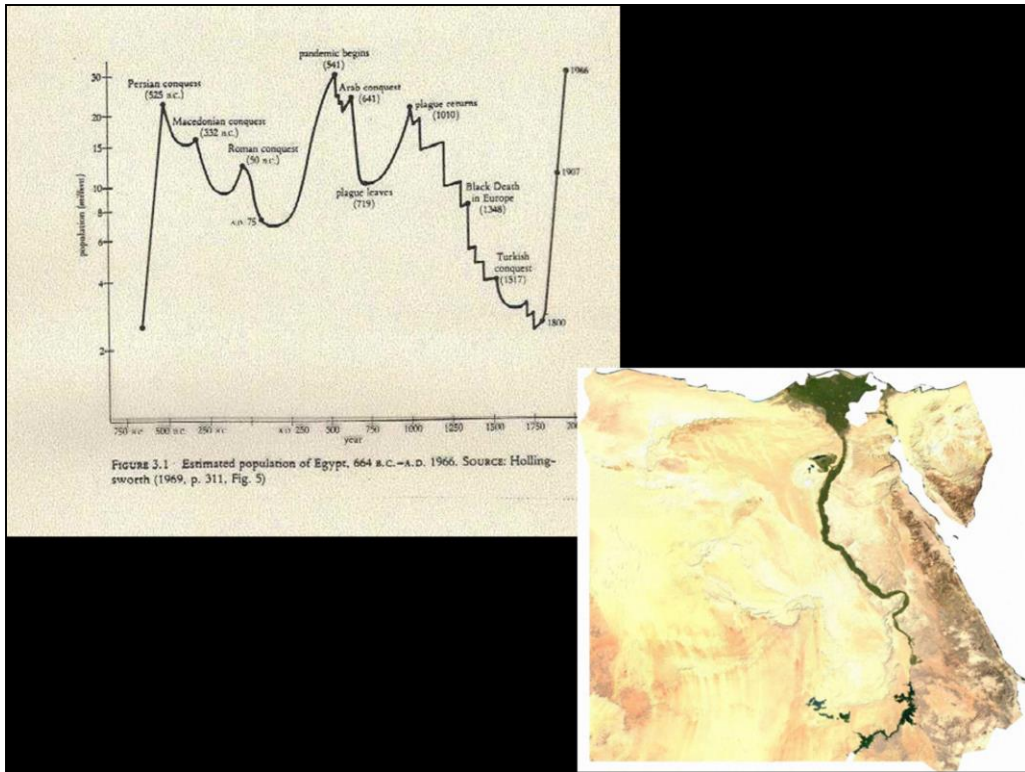 pandemic begins
(541)
Persian conquest
(525 B.C.)
Arab conquest
(641)
Macedonian conquest
(332 B.C.)
plague returns
(1010)
Roman conquest
(50 B.C.)
plague leaves
(719)
Black Death
in Europe
(1348)
A.D. 75
Turkish
conquest
(1517)
1800
1907
1966
population (millions)
30
20
15
10
8
6
4
2
750 B.C. 500 B.C. 250 B.C. A.D. 250 500 750 1000 1250 1500 1750
year
FIGURE 3.1 Estimated population of Egypt, 664 B.C.–A.D. 1966. SOURCE: Hollings-
worth (1969, p. 311, Fig. 5)